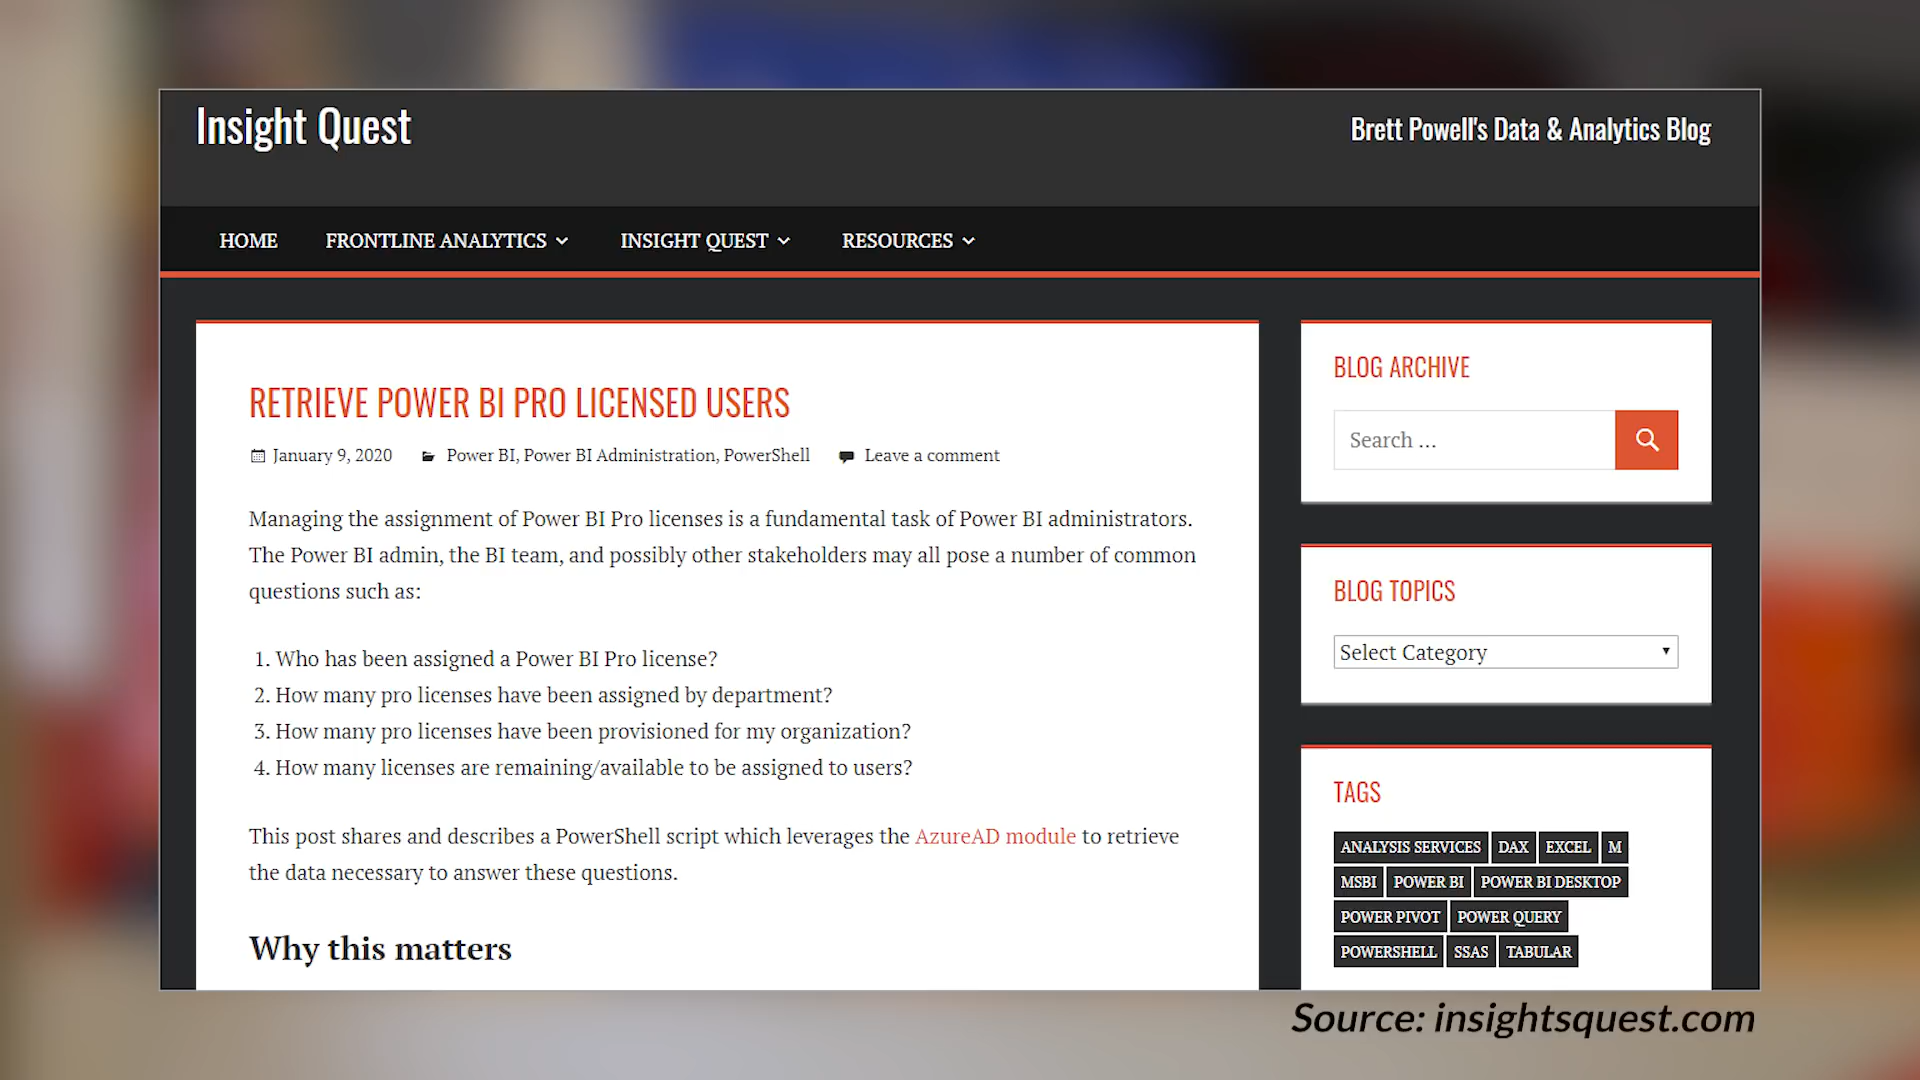 Insight Quest
Brett Powell's Data & Analytics Blog
HOME
FRONTLINE ANALYTICS
INSIGHT QUEST
RESOURCES
RETRIEVE POWER BI PRO LICENSED USERS
January 9, 2020
Power BI, Power BI Administration, PowerShell
Leave a comment
Managing the assignment of Power BI Pro licenses is a fundamental task of Power BI administrators.
The Power BI admin, the BI team, and possibly other stakeholders may all pose a number of common
questions such as:
1. Who has been assigned a Power BI Pro license?
2. How many pro licenses have been assigned by department?
3. How many pro licenses have been provisioned for my organization?
4. How many licenses are remaining/available to be assigned to users?
This post shares and describes a PowerShell script which leverages the AzureAD module to retrieve
the data necessary to answer these questions.
Why this matters
BLOG ARCHIVE
Search ...
BLOG TOPICS
Select Category
TAGS
ANALYSIS SERVICES DAX EXCEL M
MSBI POWER BI POWER BI DESKTOP
POWER PIVOT POWER QUERY
POWERSHELL SSAS TABULAR
Source: insightsquest.com